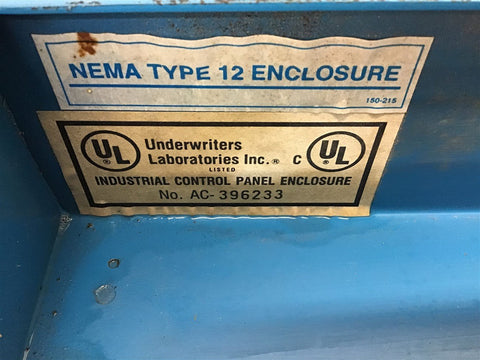 NEMA TYPE 12 ENCLOSURE
150-215
UL Underwriters
Laboratories Inc.® C UL
LISTED
INDUSTRIAL CONTROL PANEL ENCLOSURE
No. AC-396233